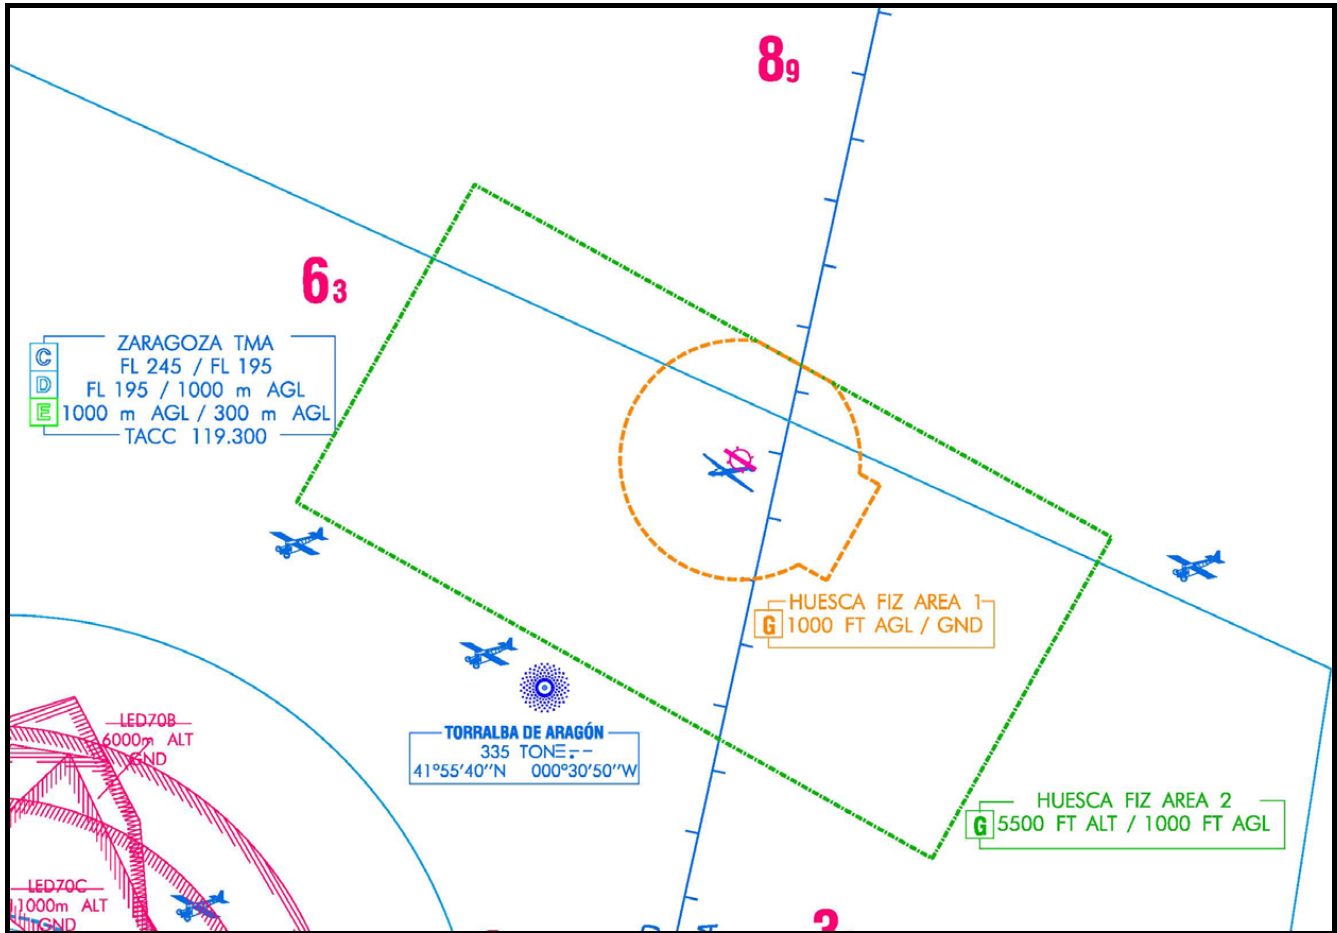 89
63
ZARAGOZA TMA
C
FL 245 / FL 195
D
FL 195 / 1000 m AGL
E
1000 m AGL / 300 m AGL
TACC 119.300
HUESCA FIZ AREA 1
G
1000 FT AGL / GND
LED70B
6000m ALT
GND
TORRALBA DE ARAGÓN
335 TON
41°55'40''N 000°30'50''W
HUESCA FIZ AREA 2
G
5500 FT ALT / 1000 FT AGL
LED70C
11000m ALT
GND